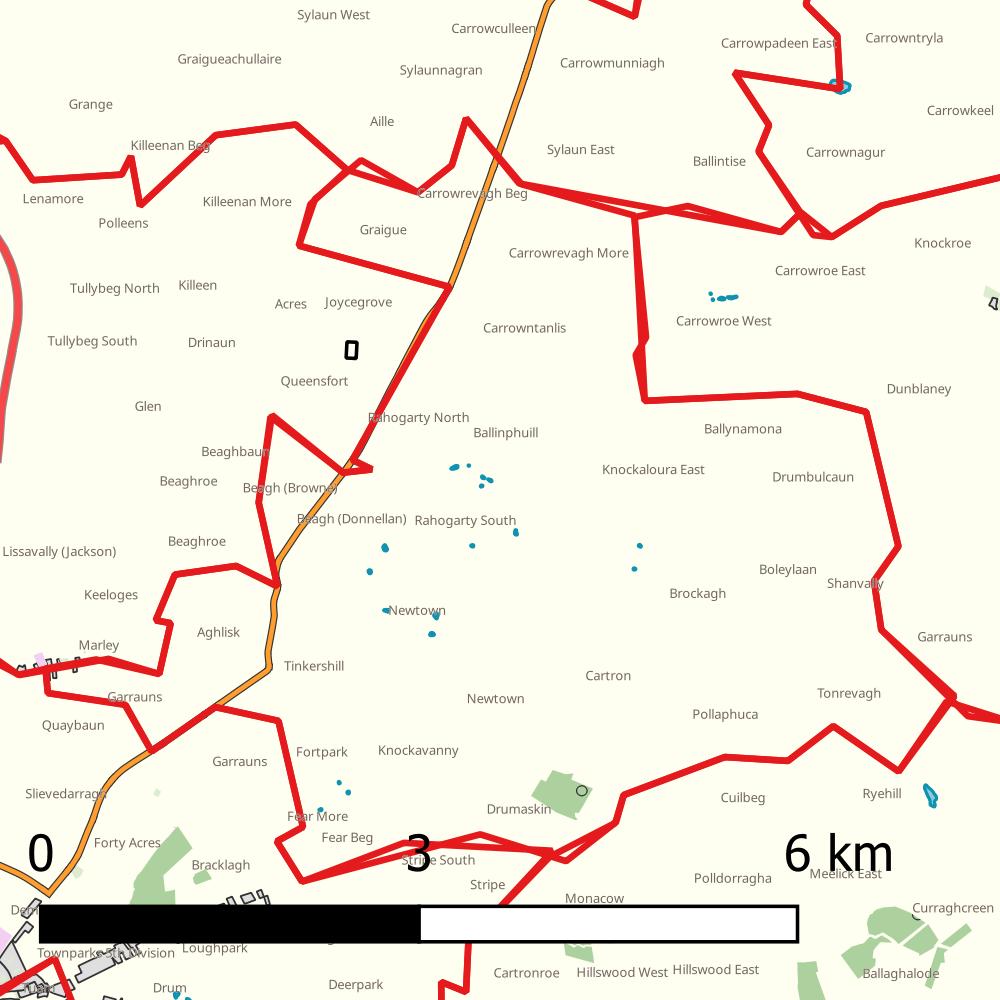 Sylaun West
Carrowculleen
Carrowntryla
Carrowpadeen East
Graigueachullaire
Carrowmunniagh
Sylaunnagran
Grange
Carrowkeel
Aille
Killeenan Beg
Sylaun East
Carrownagur
Ballintise
Carrowrevagh Beg
Lenamore
Killeenan More
Polleens
Graigue
Knockroe
Carrowrevagh More
Carrowroe East
Killeen
Tullybeg North
Acres
Joycegrove
Carrowroe West
Carrowntanlis
Tullybeg South
Drinaun
Queensfort
Dunblaney
Glen
Rahogarty North
Ballynamona
Ballinphuill
Beaghbaun
Knockaloura East
Drumbulcaun
Beaghroe
Beagh (Browne)
Beagh (Donnellan)
Rahogarty South
Beaghroe
Lissavally (Jackson)
Boleylaan
Shanvally
Keeloges
Brockagh
Newtown
Aghlisk
Garrauns
Marley
Tinkershill
Cartron
Tonrevagh
Garrauns
Newtown
Pollaphuca
Quaybaun
Fortpark
Knockavanny
Garrauns
Slievedarragh
Ryehill
Cuilbeg
Drumaskin
Fear More
Fear Beg
Forty Acres
0
3
6 km
Stripe South
Bracklagh
Meelick East
Polldorragha
Stripe
Monacow
Curraghcreen
Townparks 5th Division
Loughpark
Hillswood East
Cartronroe
Hillswood West
Ballaghalode
Deerpark
Drum
Tuam